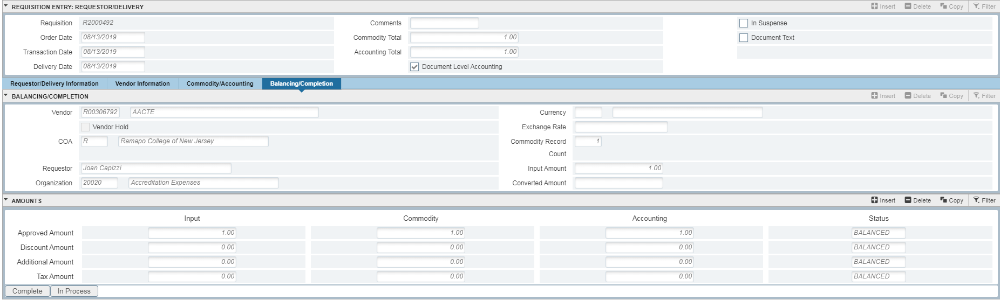 REQUISITION ENTRY: REQUESTOR/DELIVERY Insert Delete Copy Filter
Requisition R2000492 Comments In Suspense
Order Date 08/13/2019 Commodity Total 1.00 Document Text
Transaction Date 08/13/2019 Accounting Total 1.00
Delivery Date 08/13/2019 Document Level Accounting
Requestor/Delivery Information Vendor Information Commodity/Accounting Balancing/Completion
BALANCING/COMPLETION Insert Delete Copy Filter
Vendor R00306792 AACTE Currency
Vendor Hold Exchange Rate
COA R Ramapo College of New Jersey Commodity Record 1
Count
Requestor Joan Capizzi Input Amount 1.00
Organization 20020 Accreditation Expenses Converted Amount
AMOUNTS Insert Delete Copy Filter
Input Commodity Accounting Status
Approved Amount 1.00 1.00 1.00 BALANCED
Discount Amount 0.00 0.00 0.00 BALANCED
Additional Amount 0.00 0.00 0.00 BALANCED
Tax Amount 0.00 0.00 0.00 BALANCED
Complete In Process